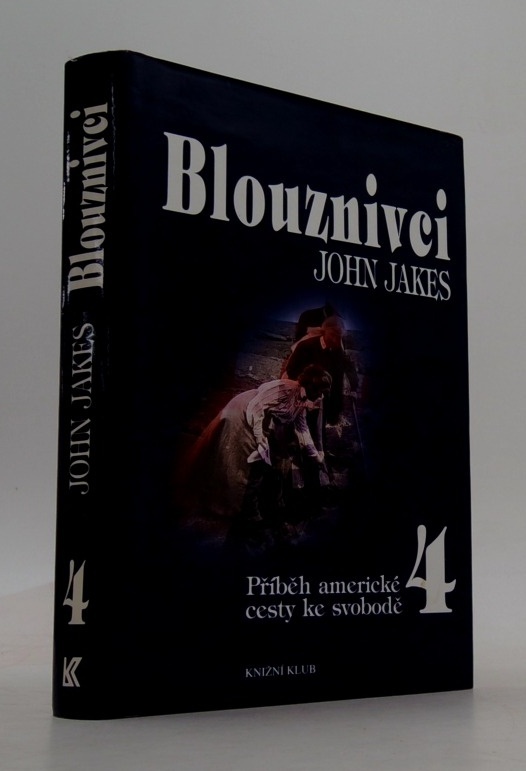 Blouznivci
JOHN JAKES
Příběh americké
cesty ke svobodě
4
KNIŽNÍ KLUB
Blouznivci
JOHN JAKES
4